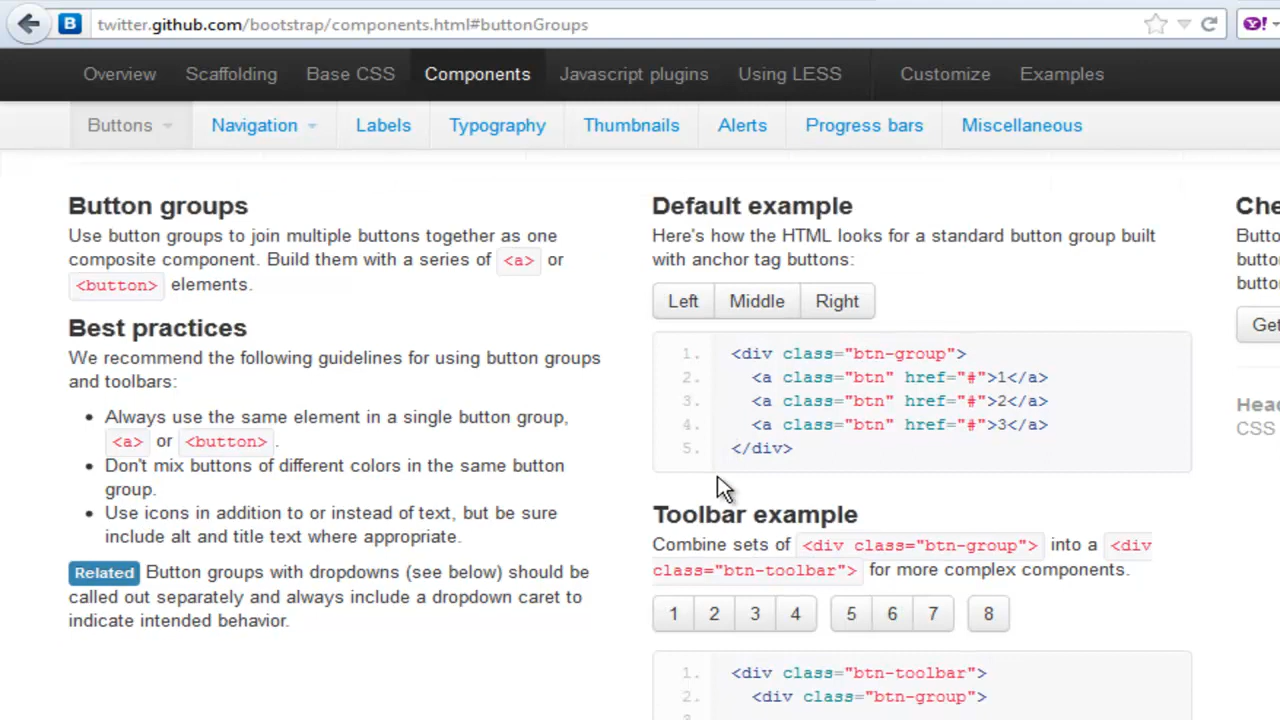 twitter.github.com/bootstrap/components.html#buttonGroups
Overview Scaffolding Base CSS Components Javascript plugins Using LESS Customize Examples
Buttons Navigation Labels Typography Thumbnails Alerts Progress bars Miscellaneous
Button groups
Use button groups to join multiple buttons together as one
composite component. Build them with a series of <a> or
<button> elements.
Best practices
We recommend the following guidelines for using button groups
and toolbars:
• Always use the same element in a single button group,
<a> or <button>.
• Don't mix buttons of different colors in the same button
group.
• Use icons in addition to or instead of text, but be sure
include alt and title text where appropriate.
Related Button groups with dropdowns (see below) should be
called out separately and always include a dropdown caret to
indicate intended behavior.
Default example
Here's how the HTML looks for a standard button group built
with anchor tag buttons:
Left Middle Right
1. <div class="btn-group">
2. <a class="btn" href="#">1</a>
3. <a class="btn" href="#">2</a>
4. <a class="btn" href="#">3</a>
5. </div>
Toolbar example
Combine sets of <div class="btn-group"> into a <div
class="btn-toolbar"> for more complex components.
1 2 3 4 5 6 7 8
1. <div class="btn-toolbar">
2. <div class="btn-group">
Che
Butto
butto
butto
Get
Head
CSS